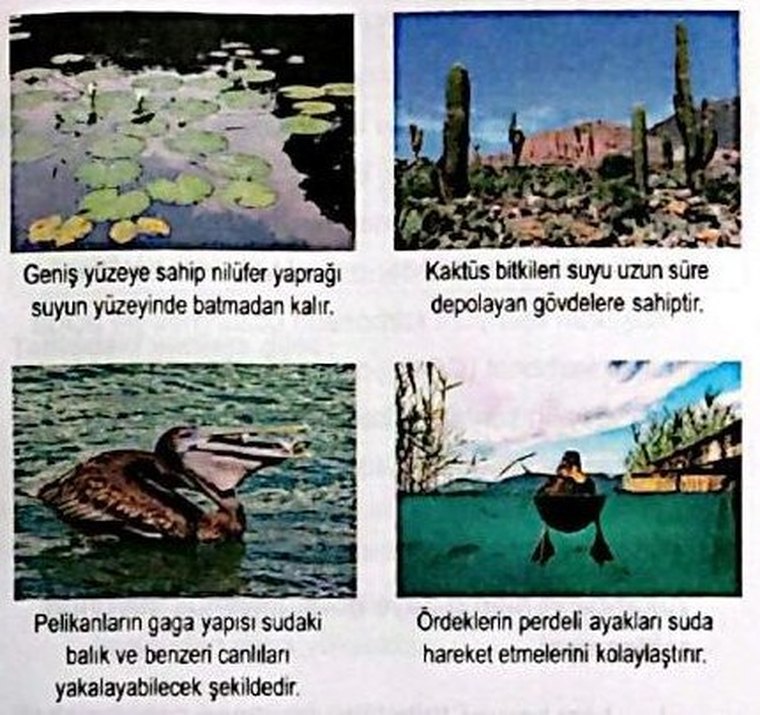 Geniş yüzeye sahip nilüfer yaprağı
suyun yüzeyinde batmadan kalır.
Kaktüs bitkileri suyu uzun süre
depolayan gövdelere sahiptir.
Pelikanların gaga yapısı sudaki
balık ve benzeri canlıları
yakalayabilecek şekildedir.
Ördeklerin perdeli ayakları suda
hareket etmelerini kolaylaştırır.